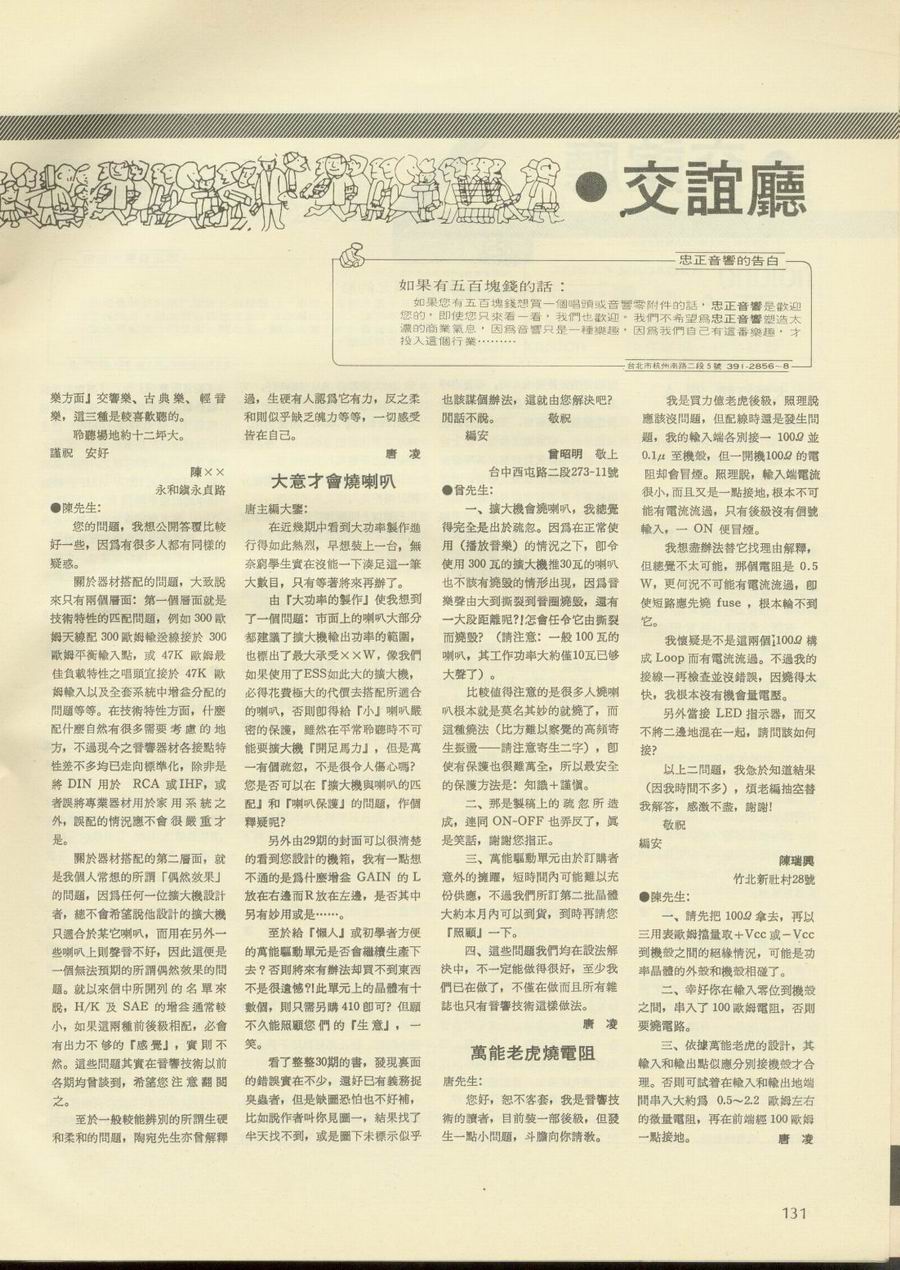 ●交誼廳
忠正音響的告白
如果有五百塊錢的話：
如果您有五百塊錢想買一個唱頭或音響零附件的話，忠正音響是歡迎
您的，即使您只來看一看，我們也歡迎。我們不希望爲忠正音響塑造太
濃的商業氣息，因爲音響只是一種樂趣，因爲我們自己有這番樂趣，才
投入這個行業………
台北市杭州南路二段5號 391-2856~8
樂方面』交響樂、古典樂、輕音
樂，這三種是較喜歡聽的。
聆聽場地約十二坪大。
謹祝　安好
陳××
永和鎭永貞路
●陳先生：
您的問題，我想公開答覆比較
好一些，因爲有很多人都有同樣的
疑惑。
關於器材搭配的問題，大致說
來只有兩個層面：第一個層面就是
技術特性的匹配問題，例如300歐
姆天線配300歐姆輸送線接於300
歐姆平衡輸入點，或 47K 歐姆最
佳負載特性之唱頭宜接於 47K 歐
姆輸入以及全套系統中增益分配的
問題等等。在技術特性方面，什麼
配什麼自然有很多需要考慮的地
方，不過現今之音響器材各接點特
性差不多均已走向標準化，除非是
將 DIN 用於 RCA 或IHF，或
者誤將專業器材用於家用系統之
外，誤配的情況應不會很嚴重才
是。
關於器材搭配的第二層面，就
是我個人常想的所謂「偶然效果」
的問題，因爲任何一位擴大機設計
者，總不會希望說他設計的擴大機
只適合於某它喇叭，而用在另外一
些喇叭上則聲音不好，因此這便是
一個無法預期的所謂偶然效果的問
題。就以來信中所開列的名單來
說，H/K 及 SAE 的增益通常較
小，如果這兩種前後級相配，必會
有出力不够的『感覺』，實則不
然。這些問題其實在音響技術以前
各期均曾談到，希望您注意翻閱
之。
至於一般較能辨別的所謂生硬
和柔和的問題，陶宛先生亦曾解釋
過，生硬有人認爲它有力，反之柔
和則似乎缺乏魄力等等，一切感受
皆在自己。
唐　凌
大意才會燒喇叭
唐主編大鑒：
在近幾期中看到大功率製作進
行得如此熱烈，早想裝上一台，無
奈窮學生實在沒能一下湊足這一筆
大數目，只有等著將來再辦了。
由『大功率的製作』使我想到
了一個問題：市面上的喇叭大部分
都建議了擴大機輸出功率的範圍，
也標出了最大承受××W，像我們
如果使用了ESS如此大的擴大機，
必得花費極大的代價去搭配所適合
的喇叭，否則卽得給『小』喇叭嚴
密的保護，雖然在平常聆聽時不可
能要擴大機『開足馬力』，但是萬
一有個疏忽，不是很令人傷心嗎？
您是否可以在『擴大機與喇叭的匹
配』和『喇叭保護』的問題，作個
釋疑呢？
另外由29期的封面可以很清楚
的看到您設計的機箱，我有一點想
不通的是爲什麼增益 GAIN 的 L
放在右邊而R放在左邊，是否其中
另有妙用或是……。
至於給『懶人』或初學者方便
的萬能驅動單元是否會繼續生產下
去？否則將來有辦法却買不到東西
不是很遺憾?!此單元上的晶體有十
數個，則只需另購410卽可？但願
不久能照顧您們的『生意』，一
笑。
看了整整30期的書，發現裏面
的錯誤實在不少，還好已有義務捉
臭蟲者，但是缺圖恐怕也不好補，
比如說作者叫你見圖一，結果找了
半天找不到，或是圖下未標示似乎
也該謀個辦法，這就由您解決吧？
閒話不說。　敬祝
編安
曾昭明　敬上
台中西屯路二段273-11號
●曾先生：
一、擴大機會燒喇叭，我總覺
得完全是出於疏忽。因爲在正常使
用（播放音樂）的情況之下，卽令
使用 300 瓦的擴大機推30瓦的喇叭
也不該有燒毀的情形出現，因爲音
樂聲由大到撕裂到音圈燒毀，還有
一大段距離呢?!怎會任令它由撕裂
而燒毀？（請注意：一般 100 瓦的
喇叭，其工作功率大約僅10瓦已够
大聲了）。
比較值得注意的是很多人燒喇
叭根本就是莫名其妙的就燒了，而
這種燒法（比方難以察覺的高頻寄
生振盪——請注意寄生二字），卽
使有保護也很難萬全，所以最安全
的保護方法是：知識＋謹愼。
二、那是製稿上的疏忽所造
成，連同 ON-OFF 也弄反了，眞
是笑話，謝謝您指正。
三、萬能驅動單元由於訂購者
意外的擁躍，短時間內可能難以充
份供應，不過我們所訂第二批晶體
大約本月內可以到貨，到時再請您
『照顧』一下。
四、這些問題我們均在設法解
決中，不一定能做得很好，至少我
們已在做了，不僅在做而且所有雜
誌也只有音響技術這樣做法。
唐　凌
萬能老虎燒電阻
唐先生：
您好，恕不客套，我是音響技
術的讀者，目前裝一部後級，但發
生一點小問題，斗膽向你請教。
我是買力億老虎後級，照理說
應該沒問題，但配線時還是發生問
題，我的輸入端各別接一 100Ω 並
0.1μ 至機殼，但一開機100Ω 的電
阻却會冒煙。照理說，輸入端電流
很小，而且又是一點接地，根本不可
能有電流流過，只有後級沒有信號
輸入，一 ON 便冒煙。
我想盡辦法替它找理由解釋，
但總覺不太可能，那個電阻是 0.5
W，更何況不可能有電流流過，卽
使短路應先燒 fuse，根本輪不到
它。
我懷疑是不是這兩個100Ω 構
成 Loop 而有電流流過。不過我的
接線一再檢查並沒錯誤，因燒得太
快，我根本沒有機會量電壓。
另外當接 LED 指示器，而又
不將二邊地混在一起，請問該如何
接？
以上二問題，我急於知道結果
（因我時間不多），煩老編抽空替
我解答，感激不盡，謝謝！
敬祝
編安
陳瑞興
竹北新社村28號
●陳先生：
一、請先把 100Ω 拿去，再以
三用表歐姆擋量取＋Vcc 或－Vcc
到機殼之間的絕緣情況，可能是功
率晶體的外殼和機殼相碰了。
二、幸好你在輸入零位到機殼
之間，串入了 100 歐姆電阻，否則
要燒電路。
三、依據萬能老虎的設計，其
輸入和輸出點似應分別接機殼才合
理。否則可試着在輸入和輸出地端
間串入大約爲 0.5～2.2 歐姆左右
的微量電阻，再在前端經 100 歐姆
一點接地。　唐　凌
131